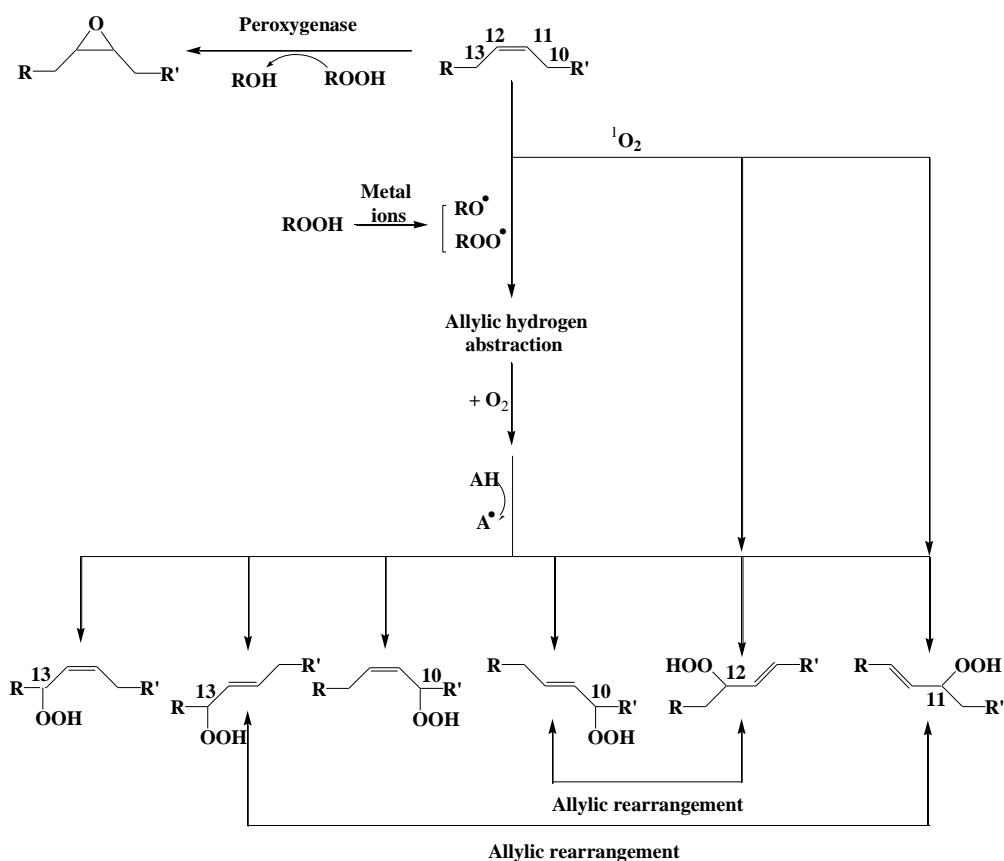 O
Peroxygenase
12 11
13 10
R R'
R R'
ROH ROOH
¹O₂
Metal
ions
ROOH
RO•
ROO•
Allylic hydrogen
abstraction
+ O₂
AH
A•
13
R R'
OOH
R'
13
R
OOH
R'
10
OOH
R
10
R'
OOH
HOO R'
12
R
R OOH
11
R'
Allylic rearrangement
Allylic rearrangement